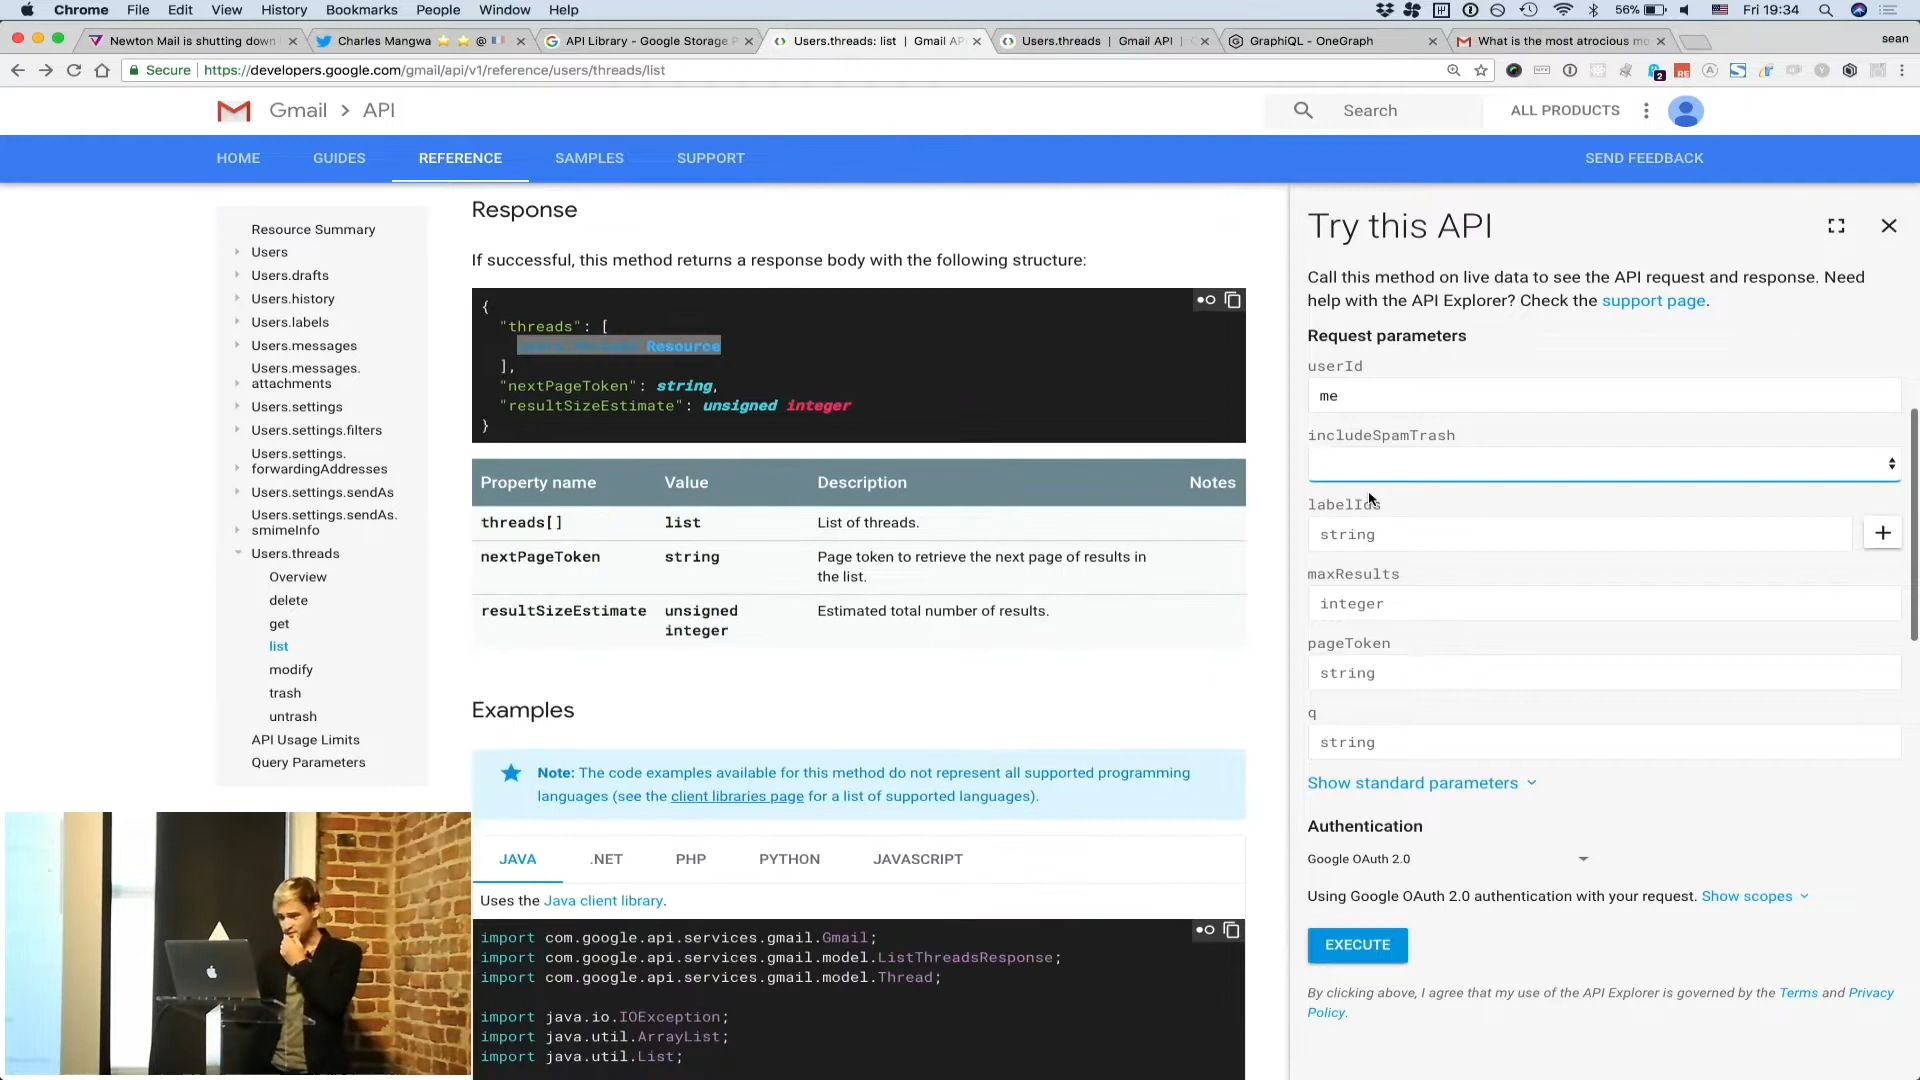 Chrome File Edit View History Bookmarks People Window Help 56% Fri 19:34
Newton Mail is shutting down
Charles Mangwa
API Library - Google Storage P
Users.threads: list | Gmail AP
Users.threads | Gmail API |
GraphiQL - OneGraph
What is the most atrocious mo
sean
Secure https://developers.google.com/gmail/api/v1/reference/users/threads/list
Gmail > API
Search
ALL PRODUCTS
HOME GUIDES REFERENCE SAMPLES SUPPORT
SEND FEEDBACK
Resource Summary
Users
Users.drafts
Users.history
Users.labels
Users.messages
Users.messages.
attachments
Users.settings
Users.settings.filters
Users.settings.
forwardingAddresses
Users.settings.sendAs
Users.settings.sendAs.
smimeInfo
Users.threads
Overview
delete
get
list
modify
trash
untrash
API Usage Limits
Query Parameters
Response
If successful, this method returns a response body with the following structure:
{
"threads": [
Resource
],
"nextPageToken": string,
"resultSizeEstimate": unsigned integer
}
Property name Value Description Notes
threads[] list List of threads.
nextPageToken string Page token to retrieve the next page of results in
the list.
resultSizeEstimate unsigned Estimated total number of results.
integer
Examples
Note: The code examples available for this method do not represent all supported programming
languages (see the client libraries page for a list of supported languages).
JAVA .NET PHP PYTHON JAVASCRIPT
Uses the Java client library.
import com.google.api.services.gmail.Gmail;
import com.google.api.services.gmail.model.ListThreadsResponse;
import com.google.api.services.gmail.model.Thread;
import java.io.IOException;
import java.util.ArrayList;
import java.util.List;
Try this API
Call this method on live data to see the API request and response. Need
help with the API Explorer? Check the support page.
Request parameters
userId
me
includeSpamTrash
labelIds
string
maxResults
integer
pageToken
string
q
string
Show standard parameters
Authentication
Google OAuth 2.0
Using Google OAuth 2.0 authentication with your request. Show scopes
EXECUTE
By clicking above, I agree that my use of the API Explorer is governed by the Terms and Privacy
Policy.